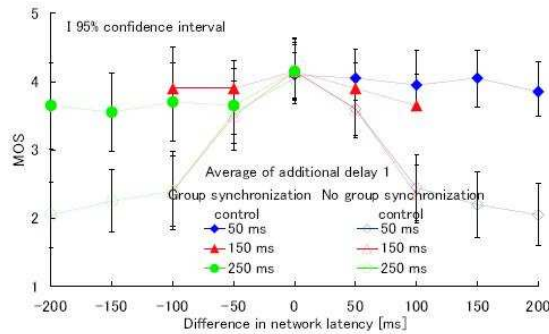 I 95% confidence interval
5
4
3
2
1
MOS
Average of additional delay 1
Group synchronization control
No group synchronization control
50 ms
150 ms
250 ms
50 ms
150 ms
250 ms
-200 -150 -100 -50 0 50 100 150 200
Difference in network latency [ms]